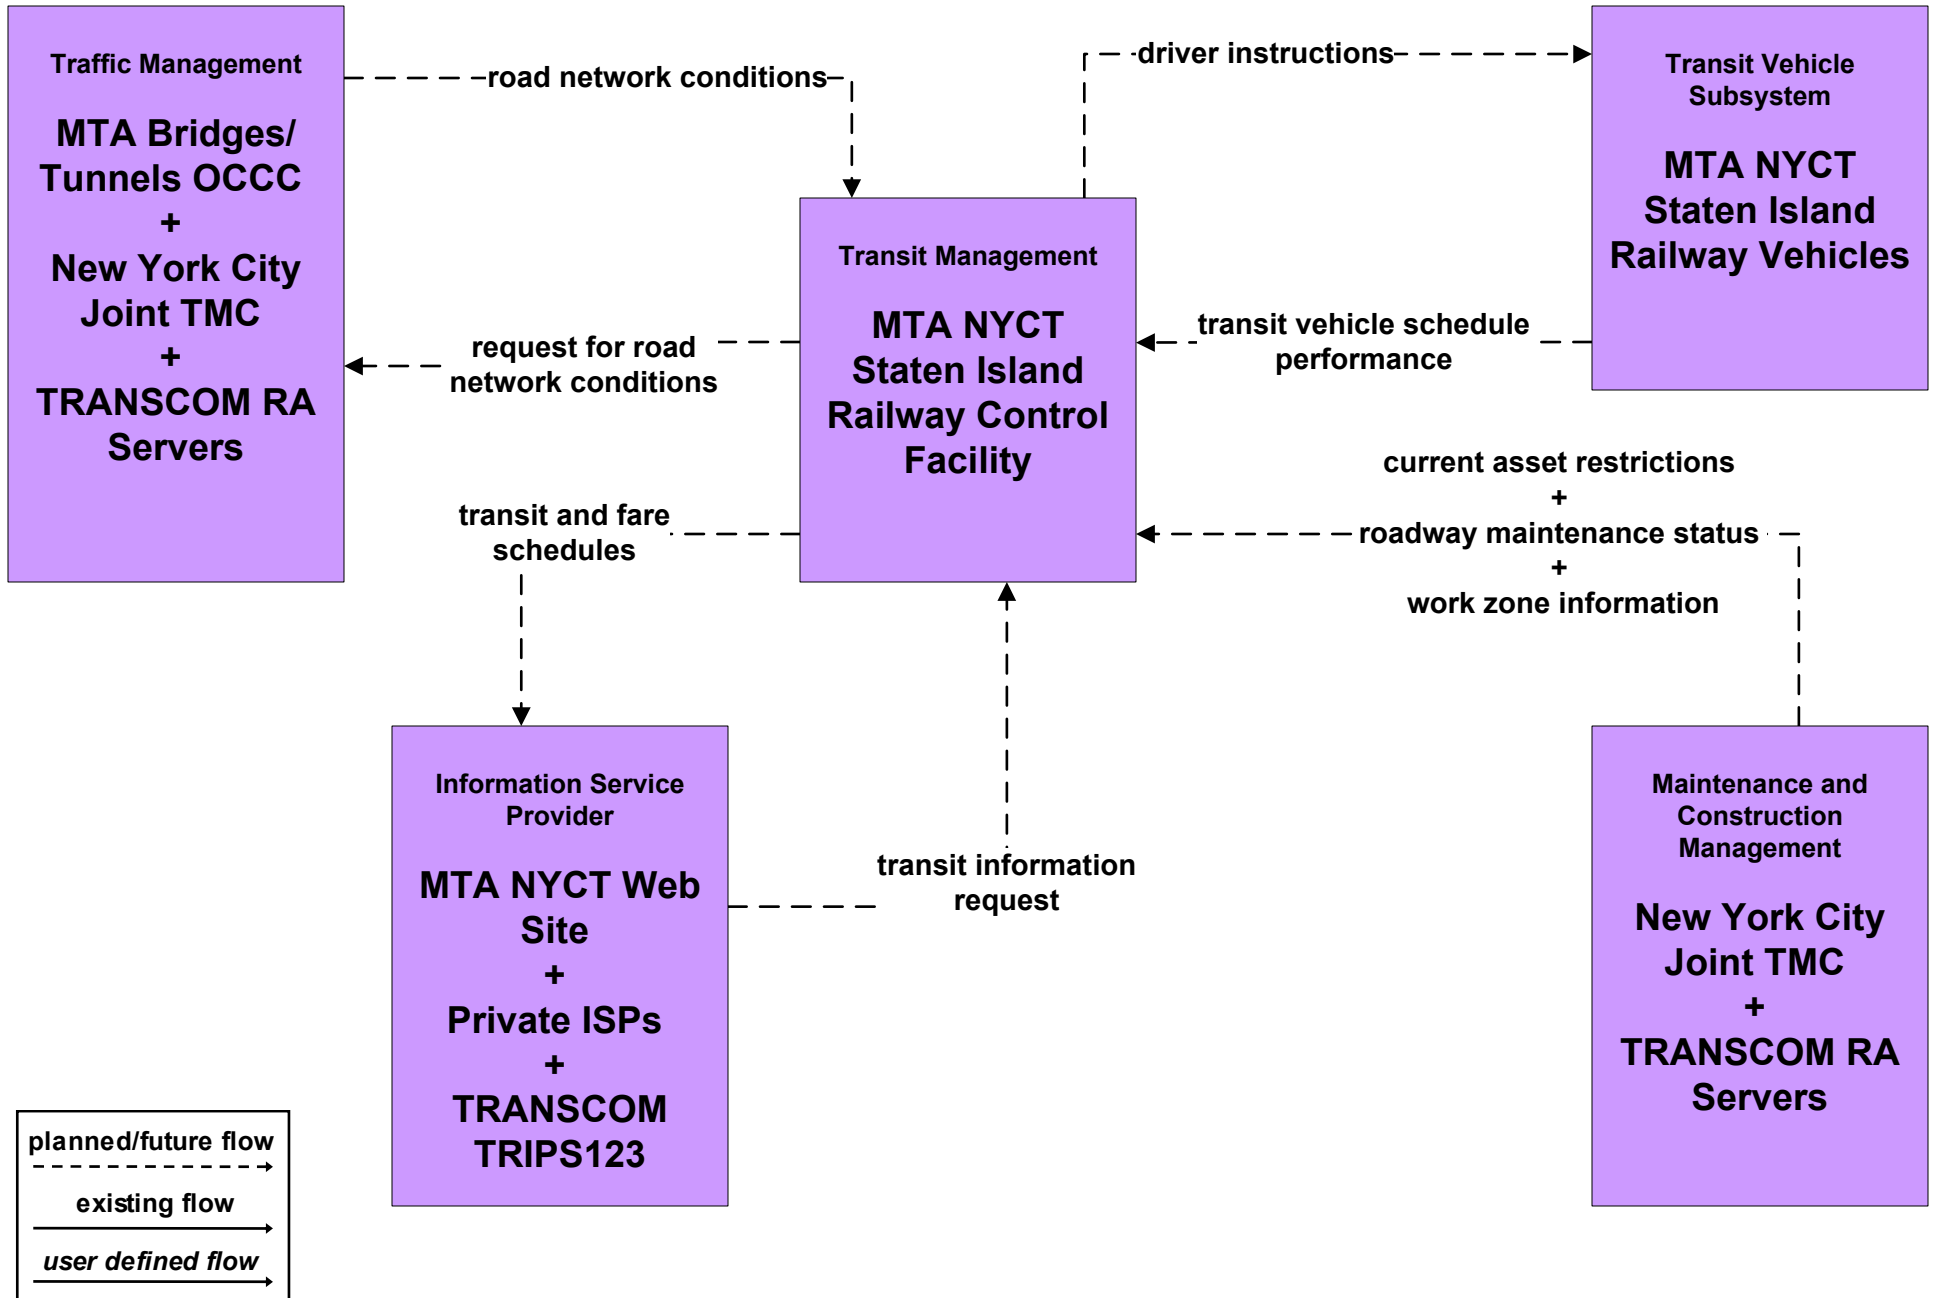 Traffic Management
MTA Bridges/
Tunnels OCCC
+
New York City
Joint TMC
+
TRANSCOM RA
Servers
road network conditions
driver instructions
Transit Vehicle
Subsystem
MTA NYCT
Staten Island
Railway Vehicles
Transit Management
MTA NYCT
Staten Island
Railway Control
Facility
request for road
network conditions
transit vehicle schedule
performance
transit and fare
schedules
current asset restrictions
+
roadway maintenance status
+
work zone information
Information Service
Provider
MTA NYCT Web
Site
+
Private ISPs
+
TRANSCOM
TRIPS123
transit information
request
Maintenance and
Construction
Management
New York City
Joint TMC
+
TRANSCOM RA
Servers
planned/future flow
existing flow
user defined flow